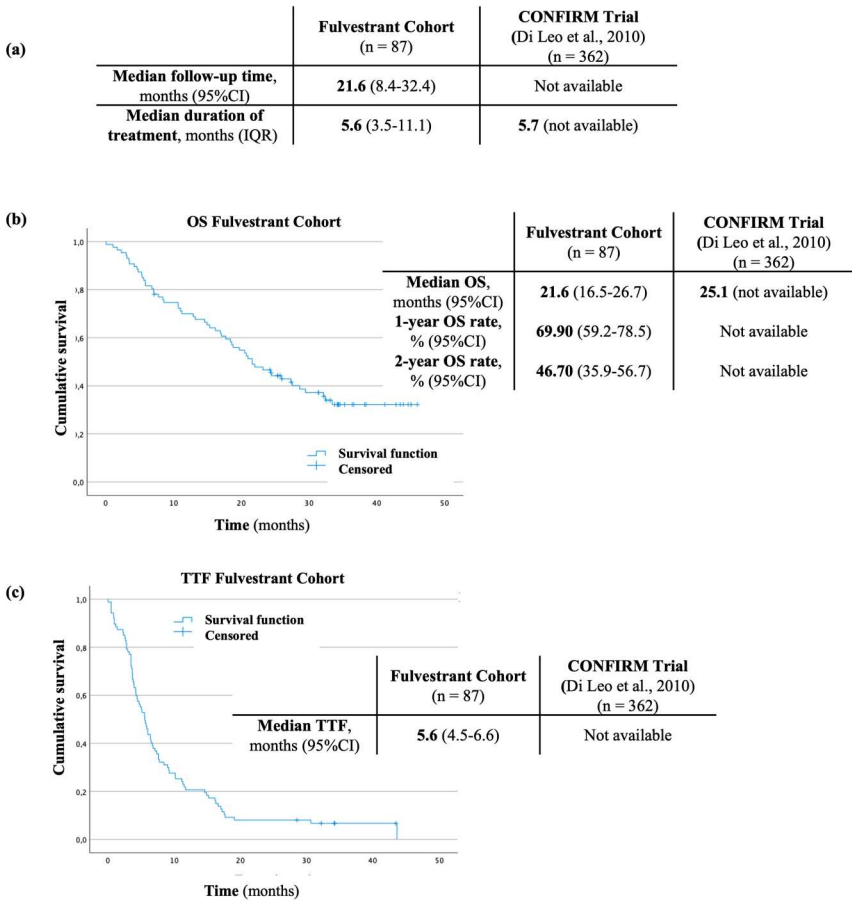 (a)
Fulvestrant Cohort
(n = 87)
CONFIRM Trial
(Di Leo et al., 2010)
(n = 362)
Median follow-up time,
months (95%CI)
21.6 (8.4-32.4)
Not available
Median duration of
treatment, months (IQR)
5.6 (3.5-11.1)
5.7 (not available)
(b)
OS Fulvestrant Cohort
1,0
0,8
0,6
0,4
0,2
0,0
Cumulative survival
Survival function
Censored
0 10 20 30 40 50
Time (months)
Fulvestrant Cohort
(n = 87)
CONFIRM Trial
(Di Leo et al., 2010)
(n = 362)
Median OS,
months (95%CI)
21.6 (16.5-26.7)
25.1 (not available)
1-year OS rate,
% (95%CI)
69.90 (59.2-78.5)
Not available
2-year OS rate,
% (95%CI)
46.70 (35.9-56.7)
Not available
(c)
TTF Fulvestrant Cohort
1,0
0,8
0,6
0,4
0,2
0,0
Cumulative survival
Survival function
Censored
0 10 20 30 40 50
Time (months)
Fulvestrant Cohort
(n = 87)
CONFIRM Trial
(Di Leo et al., 2010)
(n = 362)
Median TTF,
months (95%CI)
5.6 (4.5-6.6)
Not available